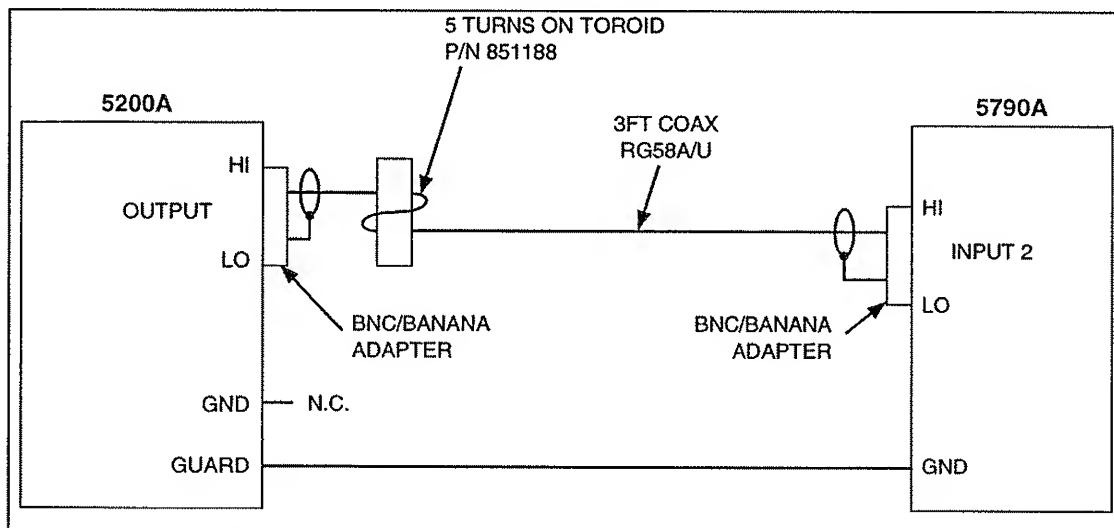 5 TURNS ON TOROID
P/N 851188
5200A
5790A
3FT COAX
RG58A/U
HI
OUTPUT
LO
HI
INPUT 2
LO
BNC/BANANA
ADAPTER
BNC/BANANA
ADAPTER
GND
N.C.
GUARD
GND